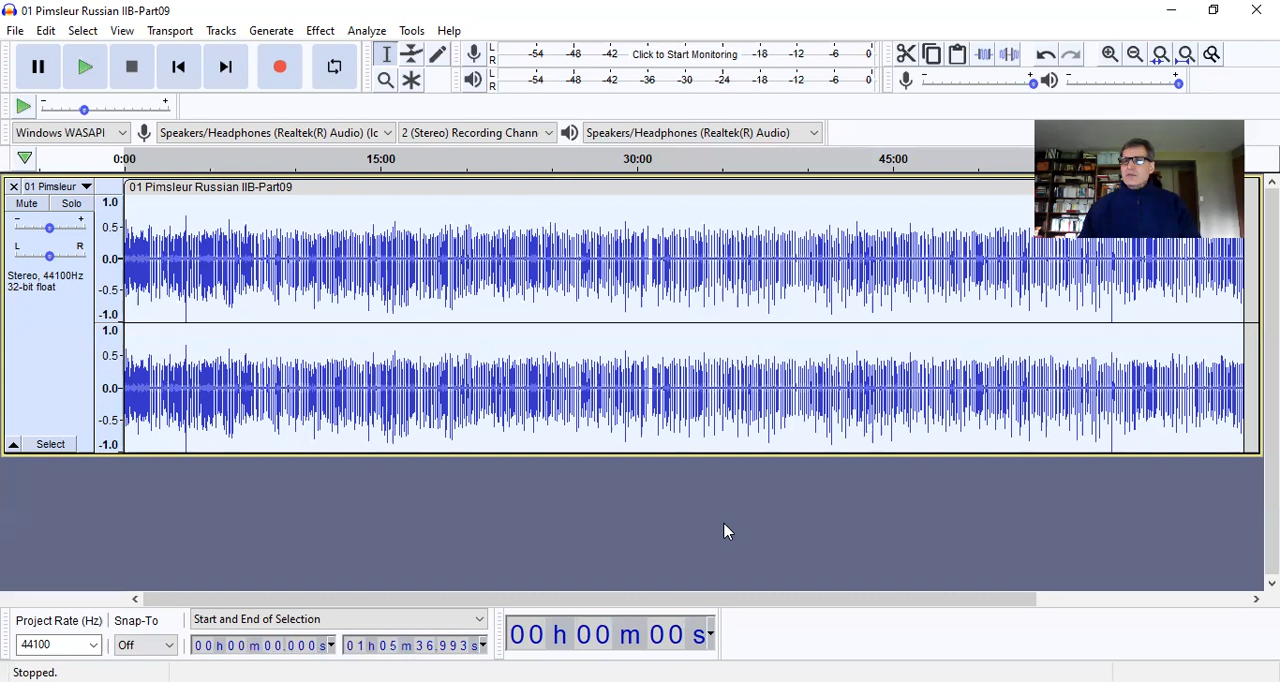 01 Pimsleur Russian IIB-Part09
File Edit Select View Transport Tracks Generate Effect Analyze Tools Help
L R -54 -48 -42 Click to Start Monitoring -18 -12 -6 0
L R -54 -48 -42 -36 -30 -24 -18 -12 -6 0
- + - +
- +
Windows WASAPI Speakers/Headphones (Realtek(R) Audio) (lc 2 (Stereo) Recording Chann Speakers/Headphones (Realtek(R) Audio)
0:00 15:00 30:00 45:00
01 Pimsleur 01 Pimsleur Russian IIB-Part09
Mute Solo
- +
L R
Stereo, 44100Hz
32-bit float
1.0
0.5
0.0
-0.5
-1.0
1.0
0.5
0.0
-0.5
-1.0
Select
Project Rate (Hz) Snap-To Start and End of Selection
44100 Off 00 h 00 m 00.000 s 01 h 05 m 36.993 s 00 h 00 m 00 s
Stopped.